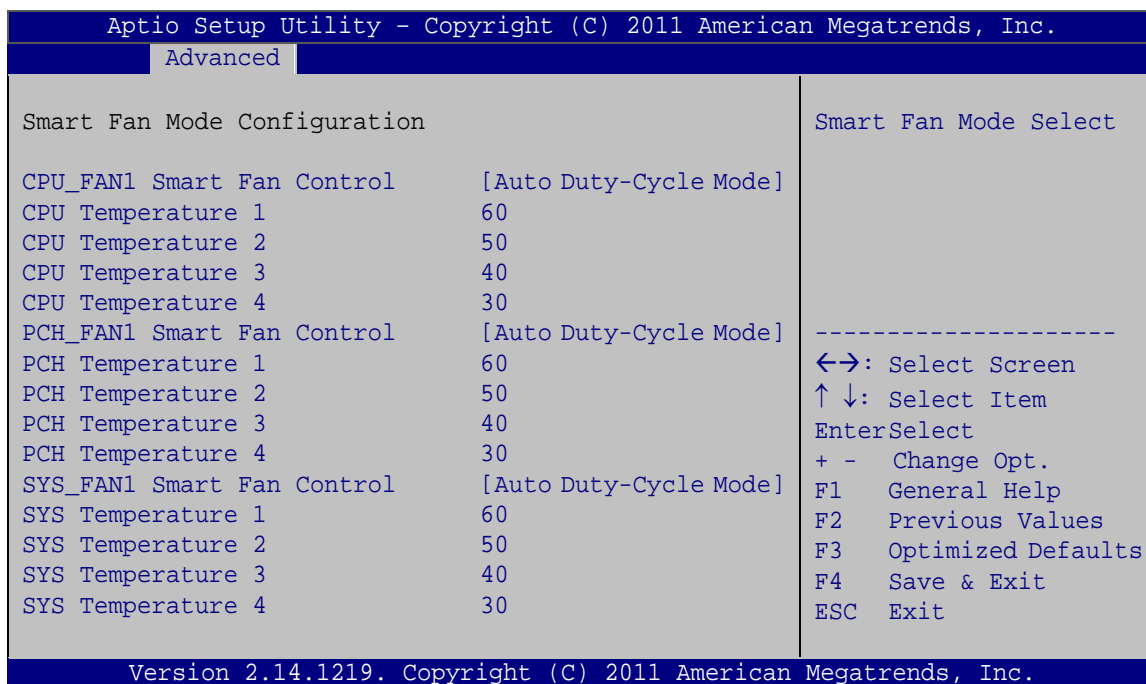 Aptio Setup Utility – Copyright (C) 2011 American Megatrends, Inc.
Advanced
Smart Fan Mode Configuration
CPU_FAN1 Smart Fan Control [Auto Duty-Cycle Mode]
CPU Temperature 1 60
CPU Temperature 2 50
CPU Temperature 3 40
CPU Temperature 4 30
PCH_FAN1 Smart Fan Control [Auto Duty-Cycle Mode]
PCH Temperature 1 60
PCH Temperature 2 50
PCH Temperature 3 40
PCH Temperature 4 30
SYS_FAN1 Smart Fan Control [Auto Duty-Cycle Mode]
SYS Temperature 1 60
SYS Temperature 2 50
SYS Temperature 3 40
SYS Temperature 4 30
Smart Fan Mode Select
---------------------
←→: Select Screen
↑ ↓: Select Item
EnterSelect
+ - Change Opt.
F1 General Help
F2 Previous Values
F3 Optimized Defaults
F4 Save & Exit
ESC Exit
Version 2.14.1219. Copyright (C) 2011 American Megatrends, Inc.